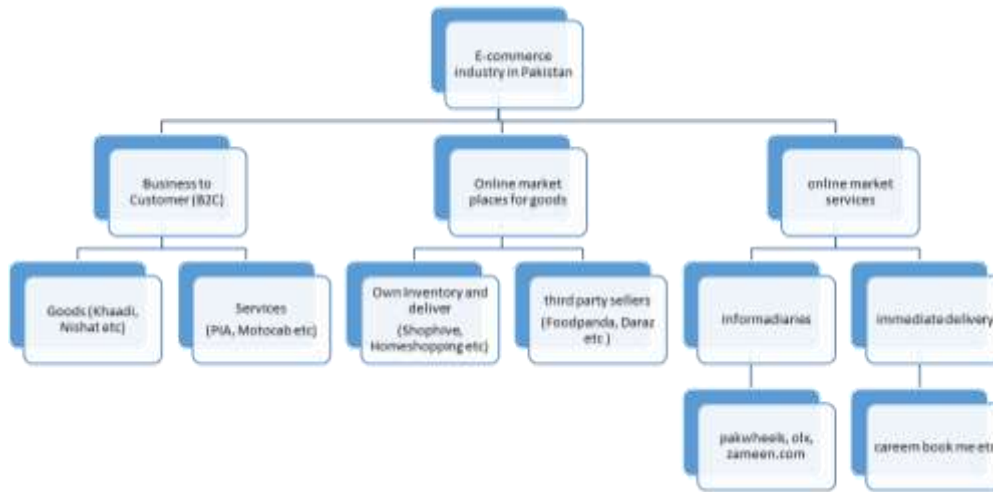 E-commerce
industry in Pakistan
Business to
Customer (B2C)
Online market
places for goods
online market
services
Goods (Khaadi,
Nishat etc)
Services
(PIA, Motocab etc)
Own Inventory and
deliver
(Shophive,
Homeshopping etc)
third party sellers
(Foodpanda, Daraz
etc )
Informadiaries
immediate delivery
pakwheels, olx,
zameen.com
careem book me etc